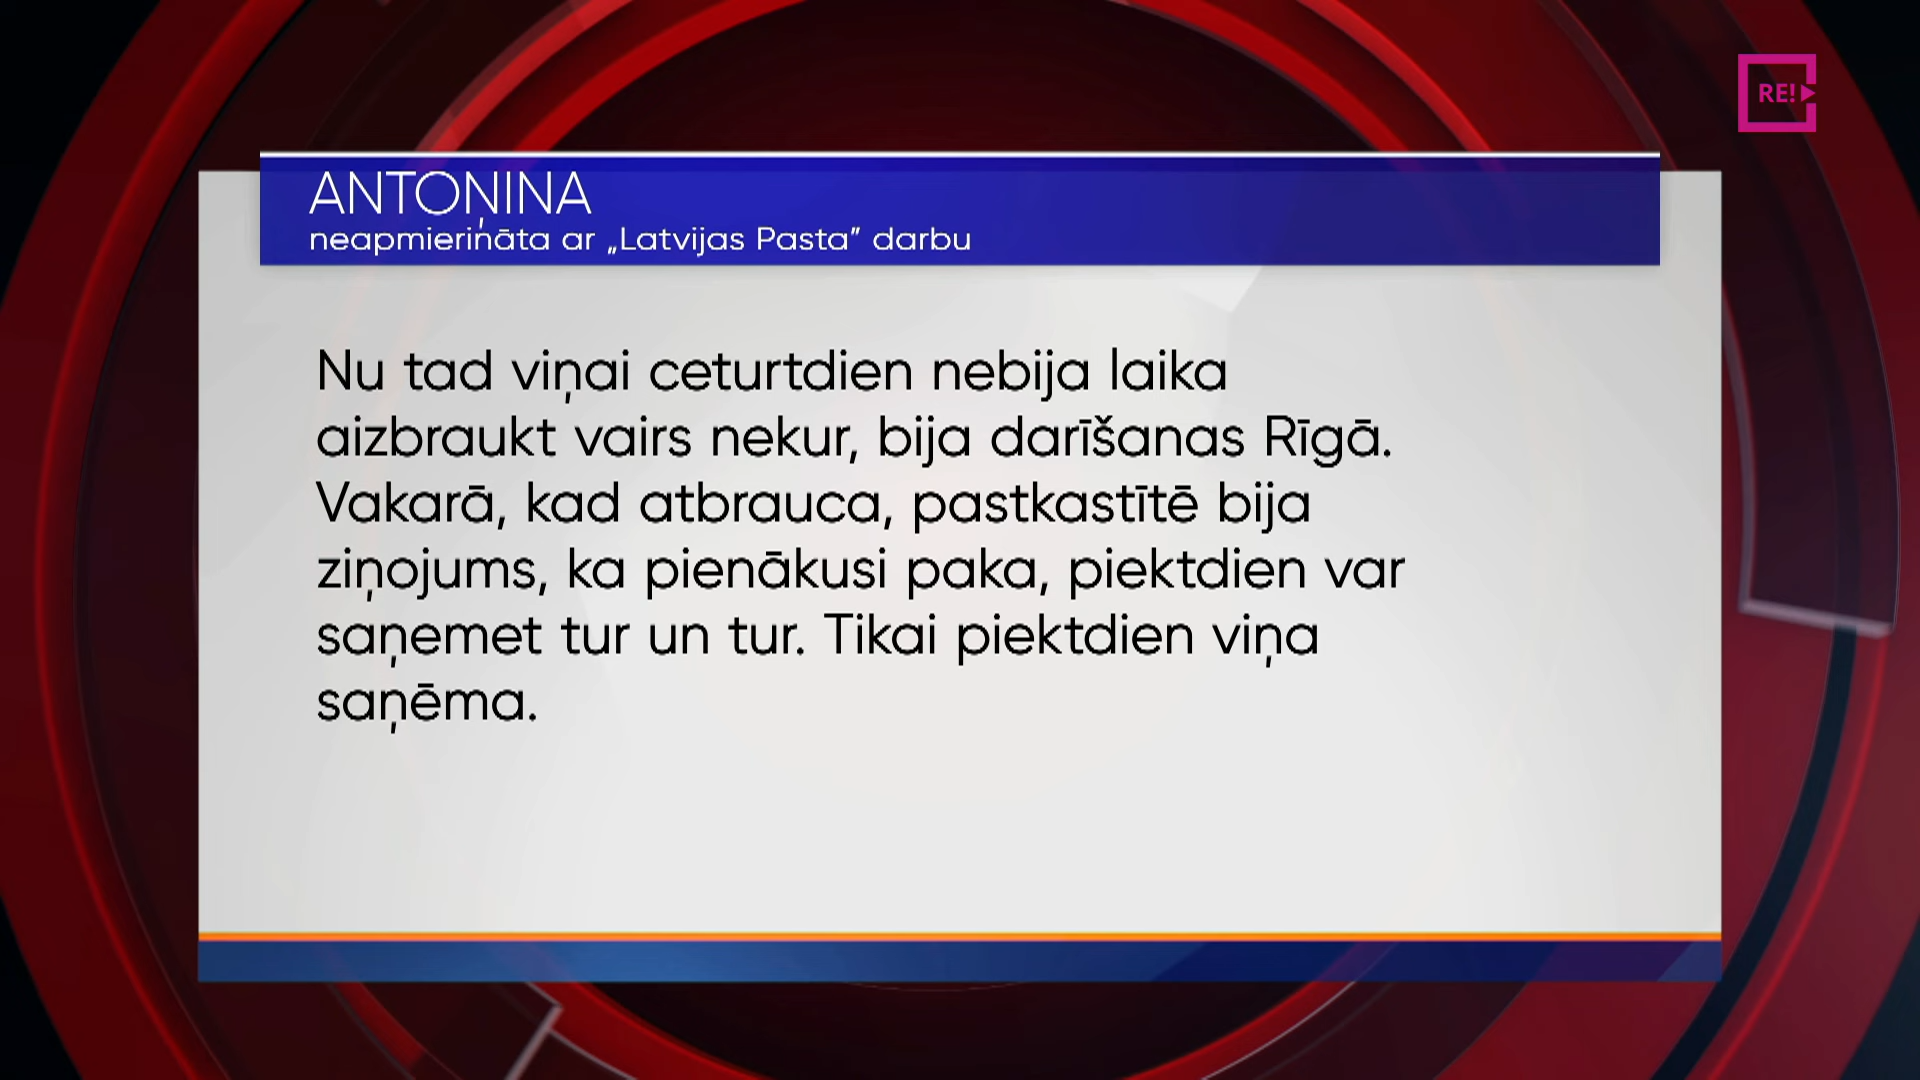 RE!
ANTOŅINA
neapmierināta ar „Latvijas Pasta” darbu
Nu tad viņai ceturtdien nebija laika
aizbraukt vairs nekur, bija darīšanas Rīgā.
Vakarā, kad atbrauca, pastkastītē bija
ziņojums, ka pienākusi paka, piektdien var
saņemet tur un tur. Tikai piektdien viņa
saņēma.